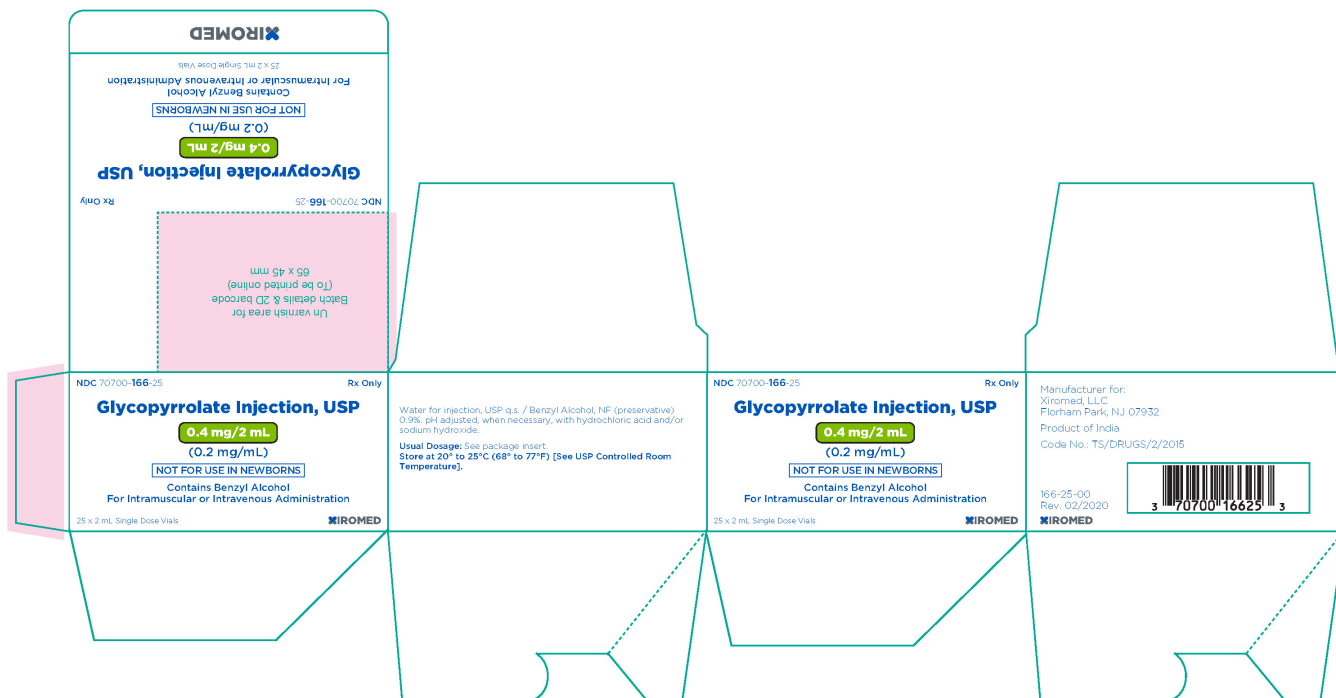 XIROMED
25 x 2 mL Single Dose Vials
For Intramuscular or Intravenous Administration
Contains Benzyl Alcohol
NOT FOR USE IN NEWBORNS
(0.2 mg/mL)
0.4 mg/2 mL
Glycopyrrolate Injection, USP
NDC 70700-166-25 Rx Only
65 x 45 mm
(To be printed online)
Batch details & 2D barcode
Un varnish area for
NDC 70700-166-25 Rx Only
Glycopyrrolate Injection, USP
0.4 mg/2 mL
(0.2 mg/mL)
NOT FOR USE IN NEWBORNS
Contains Benzyl Alcohol
For Intramuscular or Intravenous Administration
25 x 2 mL Single Dose Vials XIROMED
Water for injection, USP q.s. / Benzyl Alcohol, NF (preservative)
0.9%. pH adjusted, when necessary, with hydrochloric acid and/or
sodium hydroxide.
Usual Dosage: See package insert.
Store at 20° to 25°C (68° to 77°F) [See USP Controlled Room
Temperature].
NDC 70700-166-25 Rx Only
Glycopyrrolate Injection, USP
0.4 mg/2 mL
(0.2 mg/mL)
NOT FOR USE IN NEWBORNS
Contains Benzyl Alcohol
For Intramuscular or Intravenous Administration
25 x 2 mL Single Dose Vials XIROMED
Manufacturer for:
Xiromed, LLC
Florham Park, NJ 07932
Product of India
Code No.: TS/DRUGS/2/2015
166-25-00
Rev. 02/2020
XIROMED
3 70700 16625 3